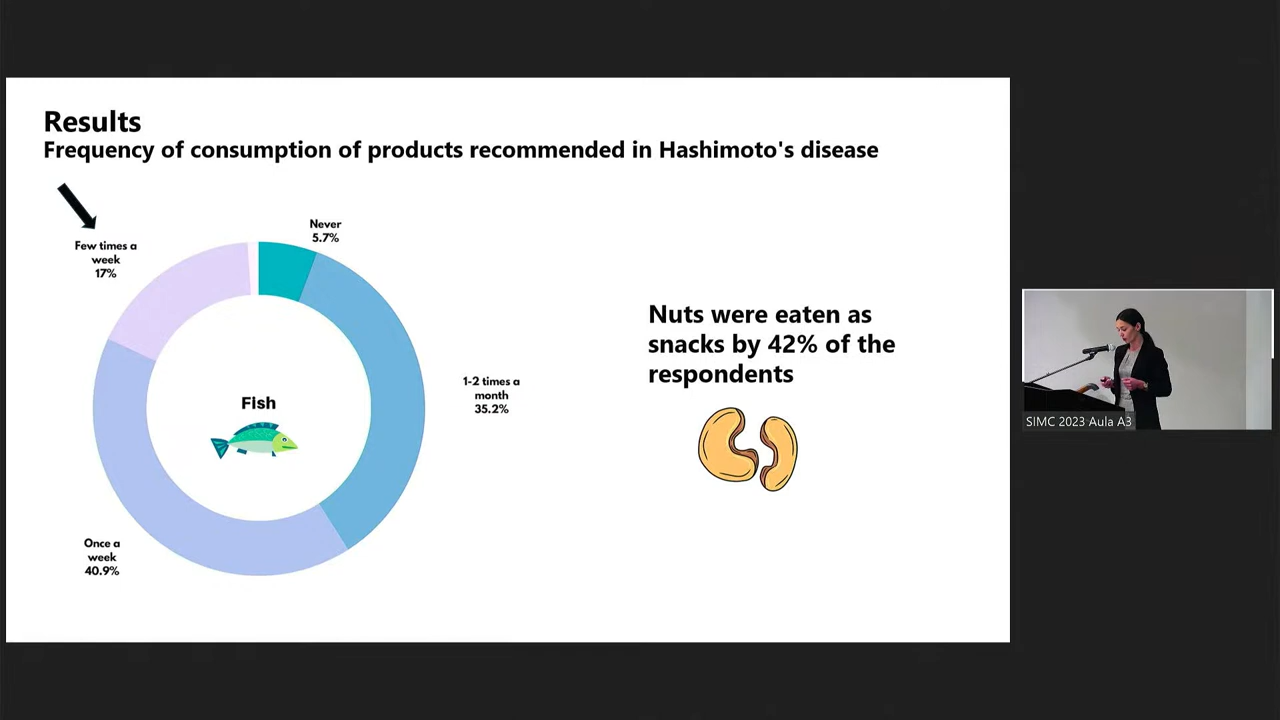 Results
Frequency of consumption of products recommended in Hashimoto's disease
Never
5.7%
Few times a
week
17%
1-2 times a
month
35.2%
Fish
Once a
week
40.9%
Nuts were eaten as
snacks by 42% of the
respondents
SIMC 2023 Aula A3